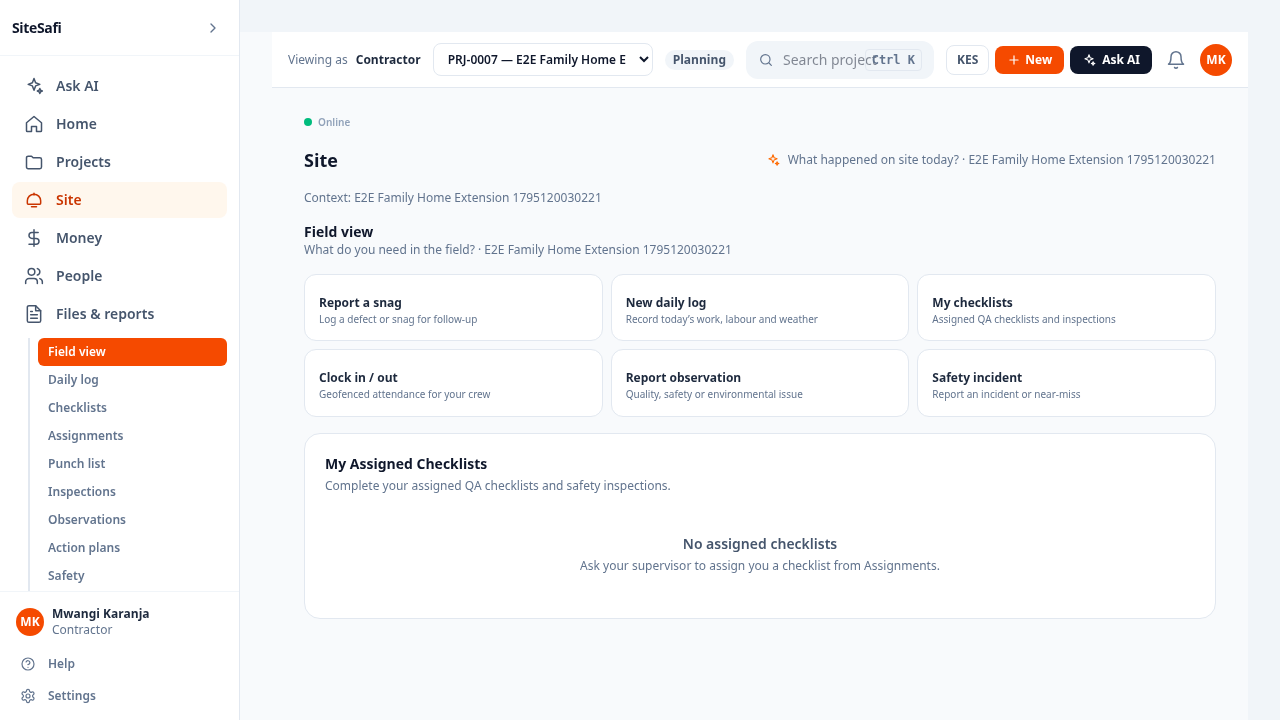 SiteSafi
Ask AI
Home
Projects
Site
Money
People
Files & reports
Field view
Daily log
Checklists
Assignments
Punch list
Inspections
Observations
Action plans
Safety
MK
Mwangi Karanja
Contractor
Help
Settings
Viewing as Contractor
PRJ-0007 — E2E Family Home E
Planning
Search project
Ctrl K
KES
New
Ask AI
MK
Online
Site
What happened on site today? · E2E Family Home Extension 1795120030221
Context: E2E Family Home Extension 1795120030221
Field view
What do you need in the field? · E2E Family Home Extension 1795120030221
Report a snag
Log a defect or snag for follow-up
New daily log
Record today's work, labour and weather
My checklists
Assigned QA checklists and inspections
Clock in / out
Geofenced attendance for your crew
Report observation
Quality, safety or environmental issue
Safety incident
Report an incident or near-miss
My Assigned Checklists
Complete your assigned QA checklists and safety inspections.
No assigned checklists
Ask your supervisor to assign you a checklist from Assignments.